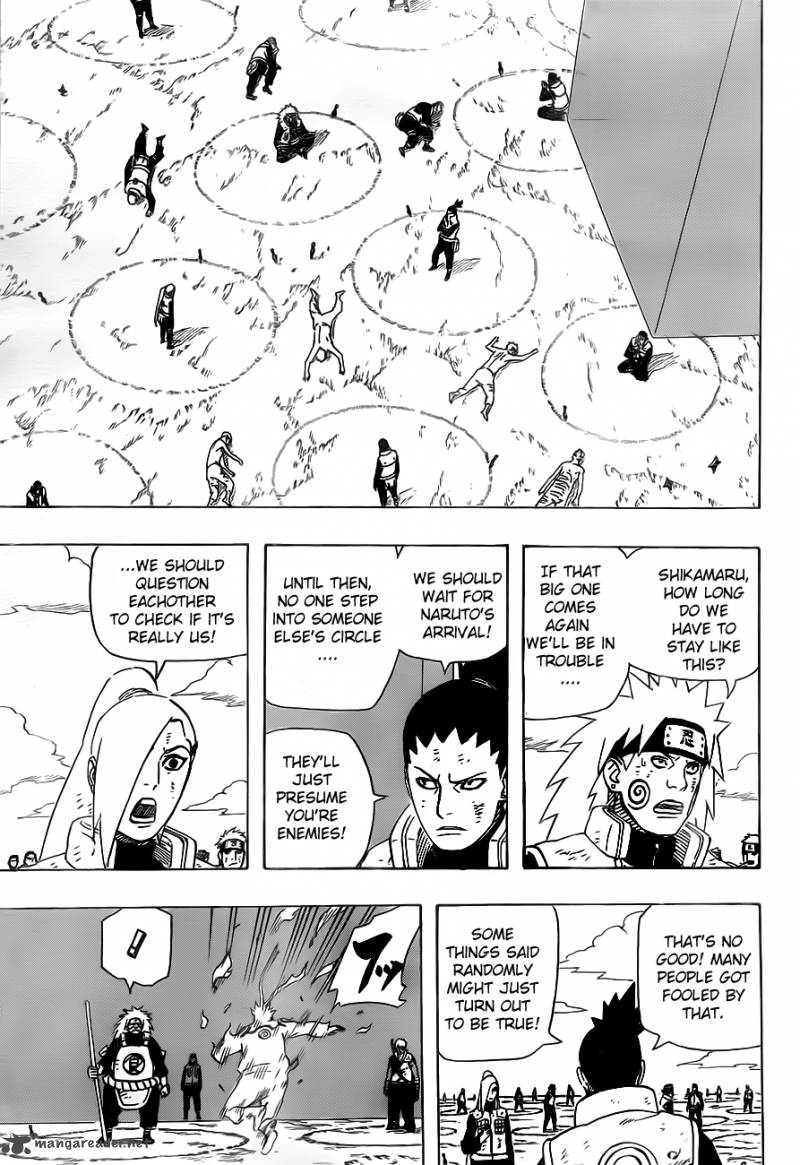 SHIKAMARU,
HOW LONG
DO WE
HAVE TO
STAY LIKE
THIS?
IF THAT
BIG ONE
COMES
AGAIN
WE'LL BE
IN
TROUBLE
....
忍
WE SHOULD
WAIT FOR
NARUTO'S
ARRIVAL!
UNTIL THEN,
NO ONE STEP
INTO SOMEONE
ELSE'S CIRCLE
....
THEY'LL
JUST
PRESUME
YOU'RE
ENEMIES!
...WE SHOULD
QUESTION
EACHOTHER
TO CHECK IF IT'S
REALLY US!
THAT'S NO
GOOD! MANY
PEOPLE GOT
FOOLED BY
THAT.
SOME
THINGS SAID
RANDOMLY
MIGHT JUST
TURN OUT
TO BE TRUE!
フッ
!
mangareader.net